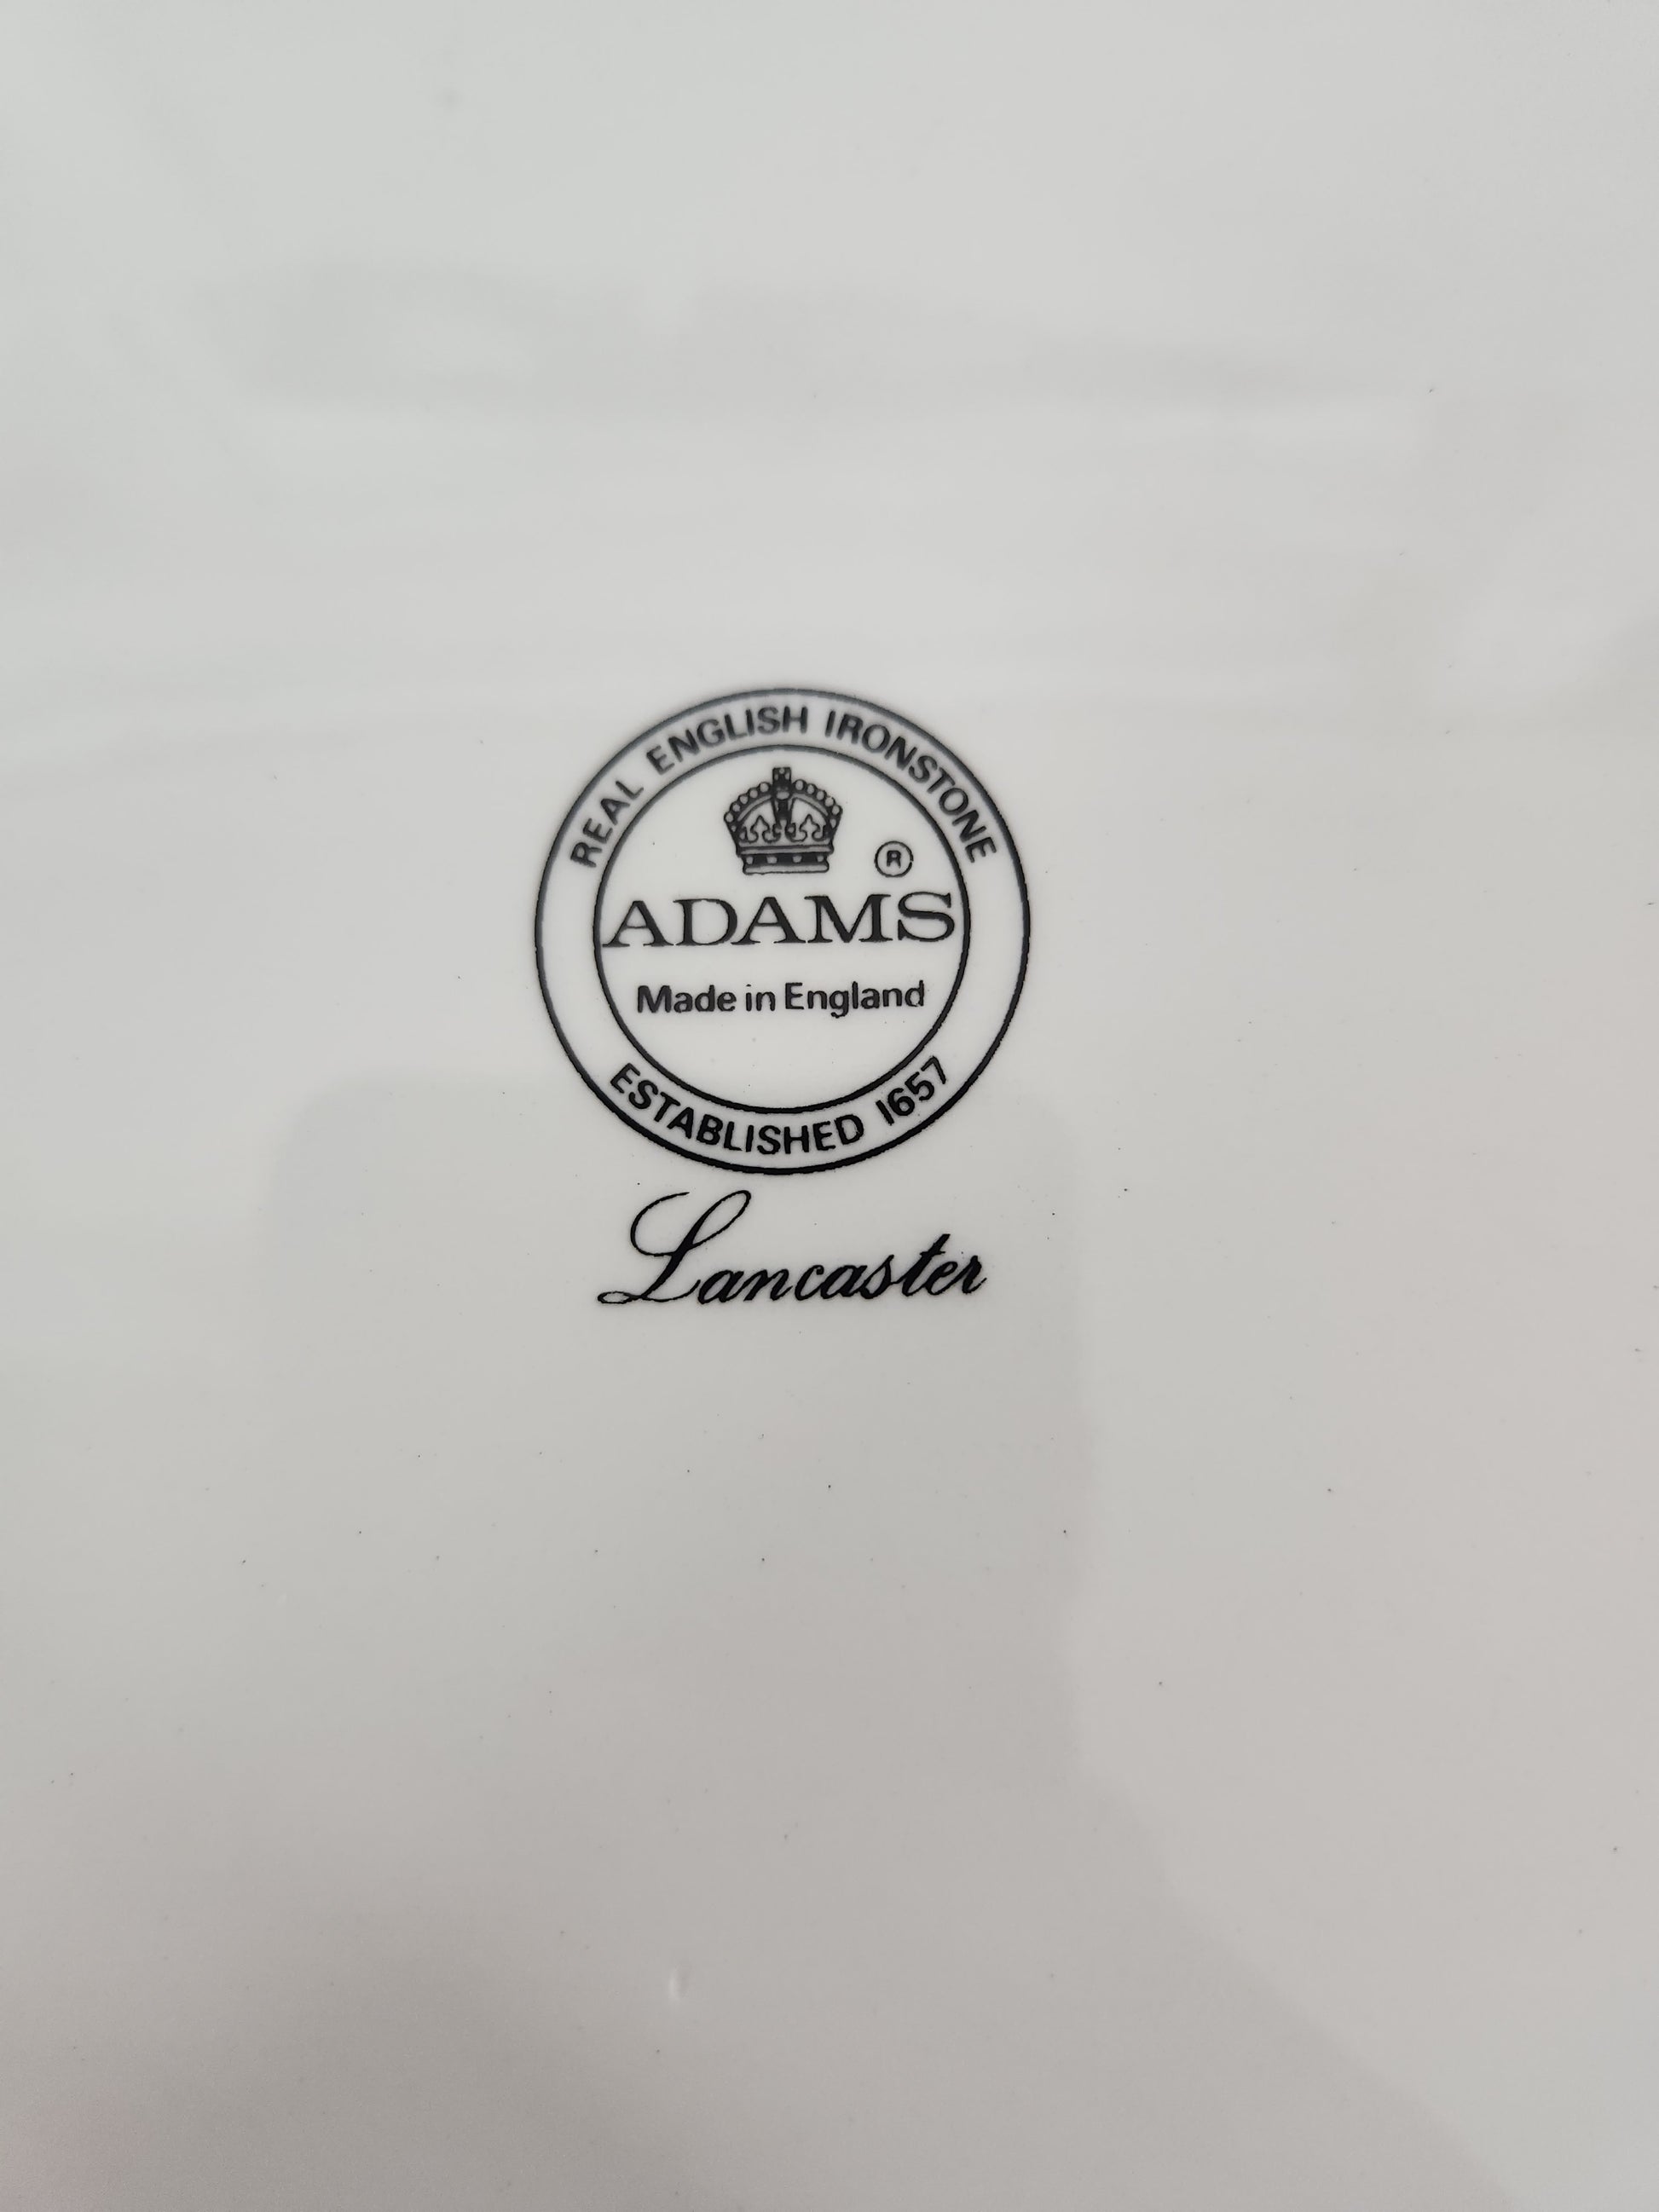 REAL ENGLISH IRONSTONE
®
ADAMS
Made in England
ESTABLISHED 1657
Lancaster